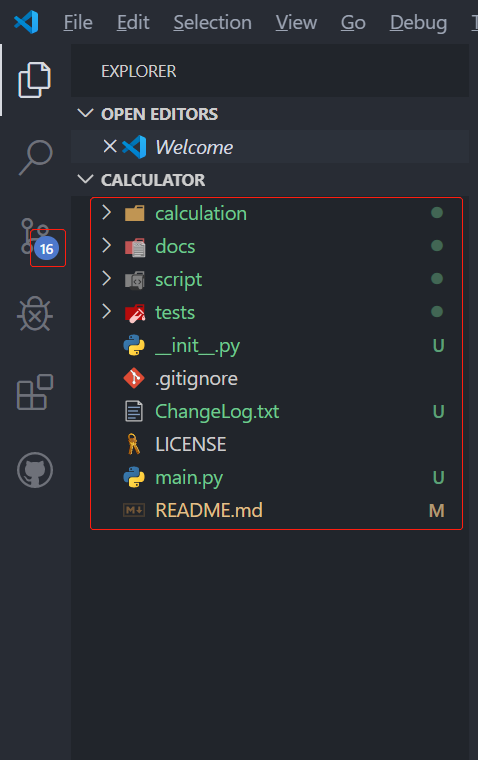 File Edit Selection View Go Debug
EXPLORER
OPEN EDITORS
Welcome
CALCULATOR
16
calculation
docs
script
tests
__init__.py U
.gitignore
ChangeLog.txt U
LICENSE
main.py U
README.md M